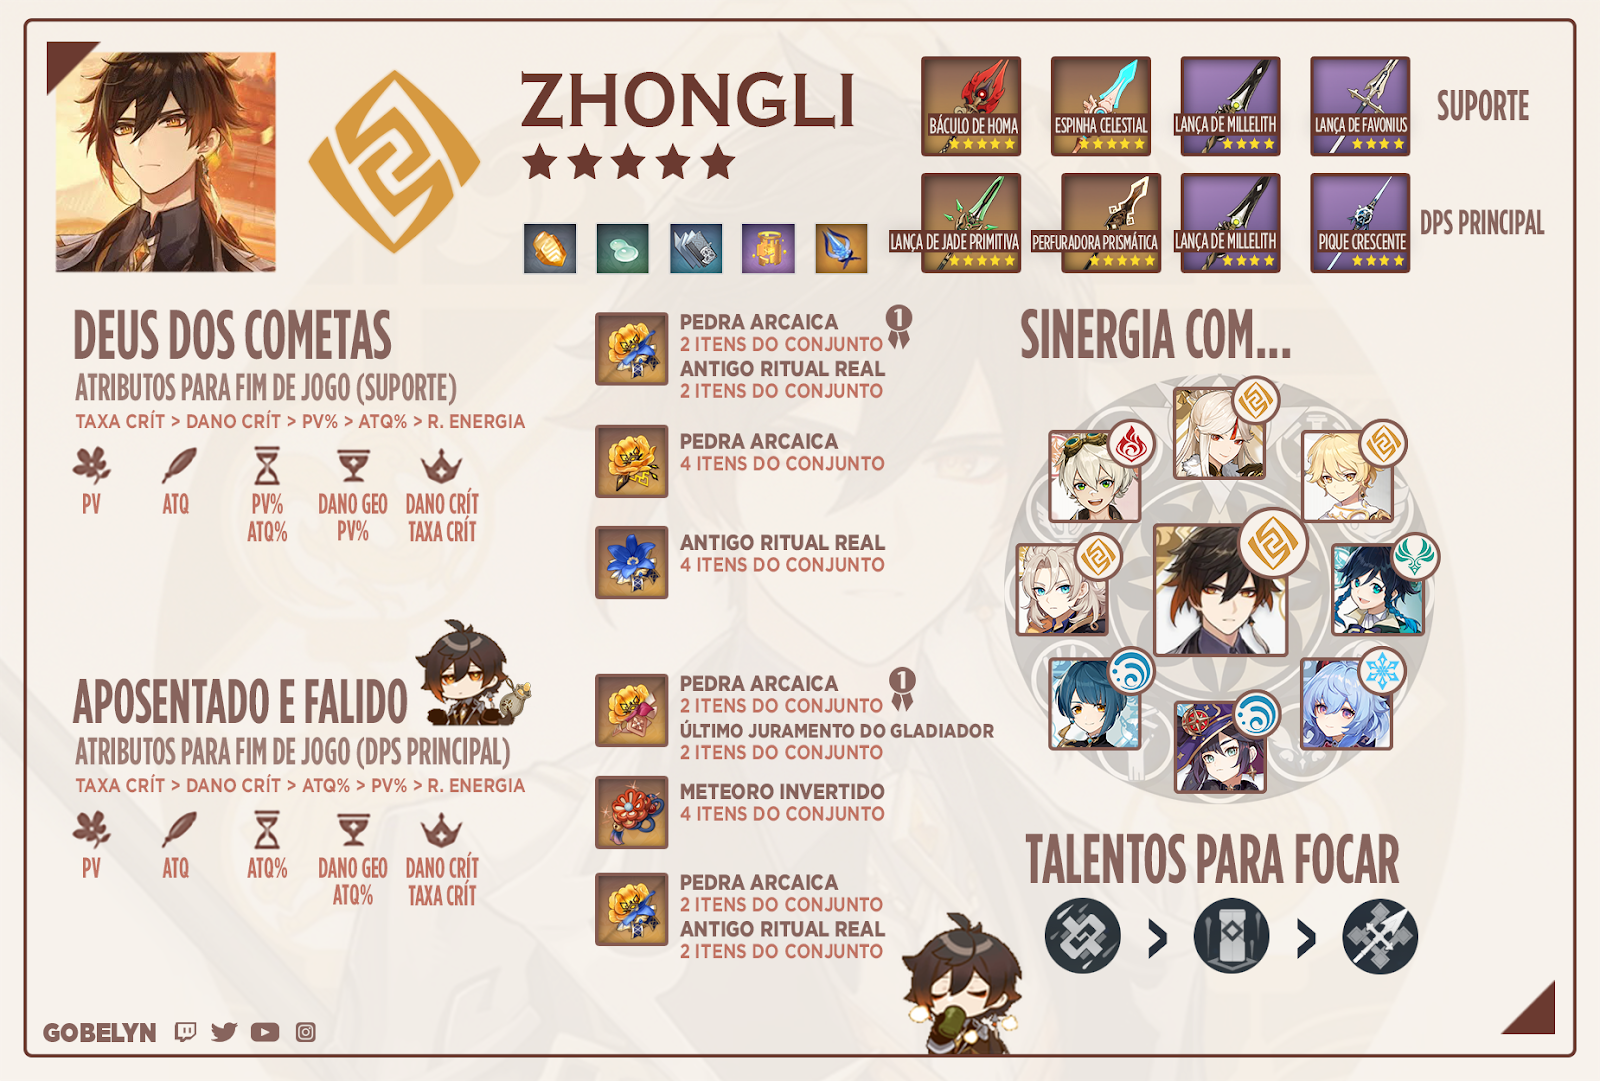 ZHONGLI
BÁCULO DE HOMA
ESPINHA CELESTIAL
LANÇA DE MILLELITH
LANÇA DE FAVONIUS
SUPORTE
LANÇA DE JADE PRIMITIVA
PERFURADORA PRISMÁTICA
LANÇA DE MILLELITH
PIQUE CRESCENTE
DPS PRINCIPAL
DEUS DOS COMETAS
ATRIBUTOS PARA FIM DE JOGO (SUPORTE)
TAXA CRÍT > DANO CRÍT > PV% > ATQ% > R. ENERGIA
PV
ATQ
PV%
ATQ%
DANO GEO
PV%
DANO CRÍT
TAXA CRÍT
PEDRA ARCAICA
1
2 ITENS DO CONJUNTO
ANTIGO RITUAL REAL
2 ITENS DO CONJUNTO
PEDRA ARCAICA
4 ITENS DO CONJUNTO
ANTIGO RITUAL REAL
4 ITENS DO CONJUNTO
APOSENTADO E FALIDO
ATRIBUTOS PARA FIM DE JOGO (DPS PRINCIPAL)
TAXA CRÍT > DANO CRÍT > ATQ% > PV% > R. ENERGIA
PV
ATQ
ATQ%
DANO GEO
ATQ%
DANO CRÍT
TAXA CRÍT
PEDRA ARCAICA
1
2 ITENS DO CONJUNTO
ÚLTIMO JURAMENTO DO GLADIADOR
2 ITENS DO CONJUNTO
METEORO INVERTIDO
4 ITENS DO CONJUNTO
PEDRA ARCAICA
2 ITENS DO CONJUNTO
ANTIGO RITUAL REAL
2 ITENS DO CONJUNTO
SINERGIA COM...
TALENTOS PARA FOCAR
> >
GOBELYN